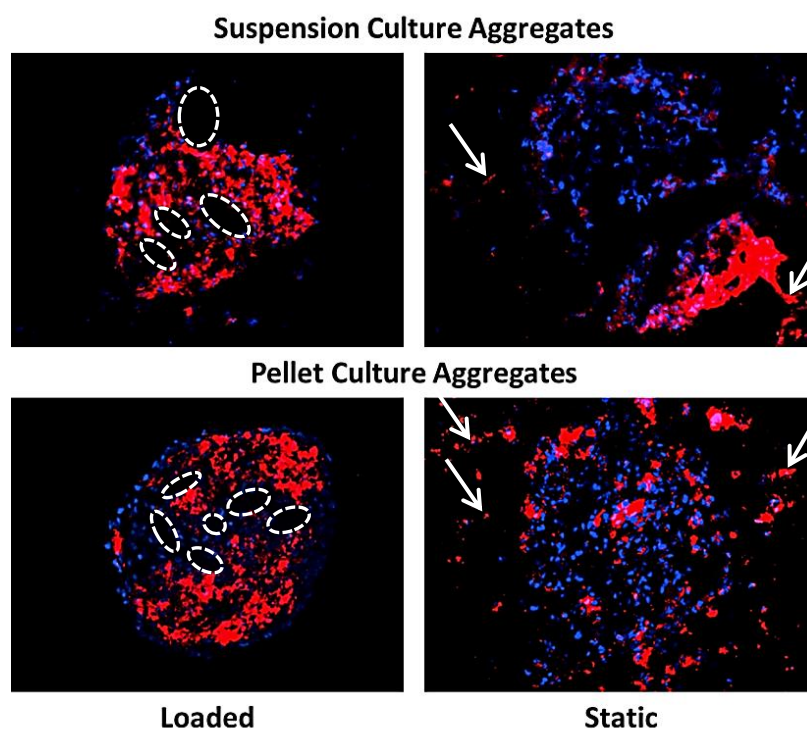 Suspension Culture Aggregates
Pellet Culture Aggregates
Loaded
Static